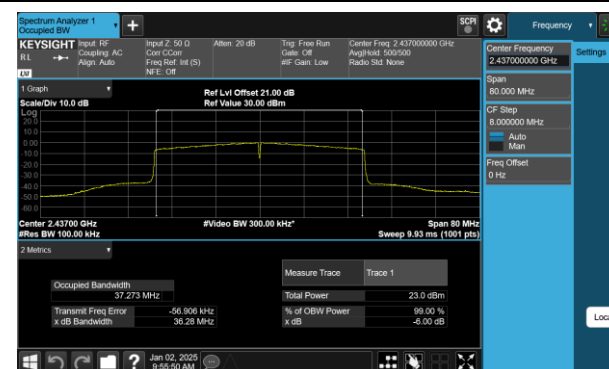 Spectrum Analyzer 1
Occupied BW
+
SCPI
Frequency
Settings
KEYSIGHT
Input: RF
Coupling: AC
Align: Auto
Input Z: 50 Ω
Corr CCorr
Freq Ref: Int (S)
NFE: Off
Atten: 20 dB
Trig: Free Run
Gate: Off
#IF Gain: Low
Center Freq: 2.437000000 GHz
Avg|Hold: 500/500
Radio Std: None
RL
LXI
Center Frequency
2.437000000 GHz
Span
80.000 MHz
CF Step
8.000000 MHz
Auto
Man
Freq Offset
0 Hz
1 Graph
Scale/Div 10.0 dB
Ref Lvl Offset 21.00 dB
Ref Value 30.00 dBm
Log
20.0
10.0
0.00
-10.0
-20.0
-30.0
-40.0
-50.0
-60.0
Center 2.43700 GHz
#Res BW 100.00 kHz
#Video BW 300.00 kHz*
Span 80 MHz
Sweep 9.93 ms (1001 pts)
2 Metrics
Measure Trace
Trace 1
Occupied Bandwidth
37.273 MHz
Total Power
23.0 dBm
Transmit Freq Error
-56.906 kHz
% of OBW Power
99.00 %
x dB Bandwidth
36.28 MHz
x dB
-6.00 dB
Loca
?
Jan 02, 2025
9:55:50 AM